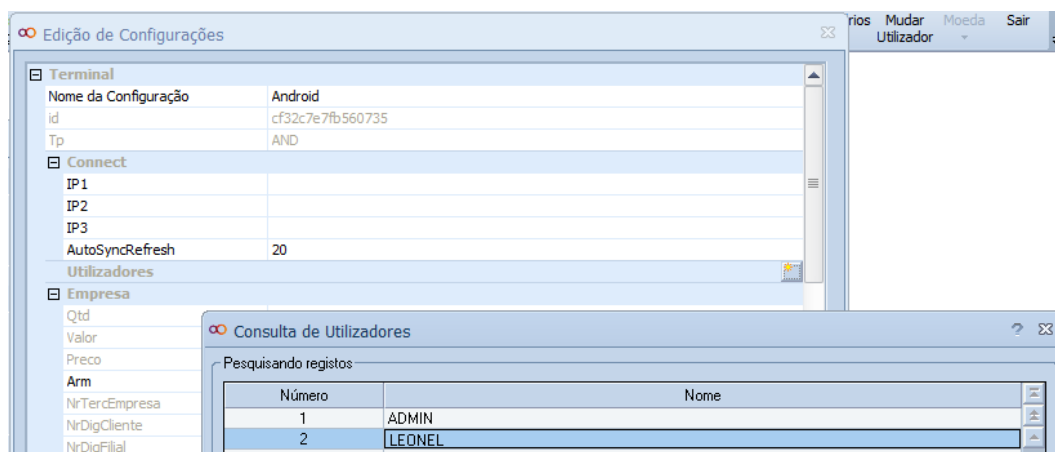 rios Mudar Utilizador Moeda Sair
Edição de Configurações
Terminal
Nome da Configuração Android
id cf32c7e7fb560735
Tp AND
Connect
IP1
IP2
IP3
AutoSyncRefresh 20
Utilizadores
Empresa
Qtd
Valor
Preco
Arm
NrTercEmpresa
NrDigCliente
NrDigFilial
Consulta de Utilizadores
Pesquisando registos
Número Nome
1 ADMIN
2 LEONEL